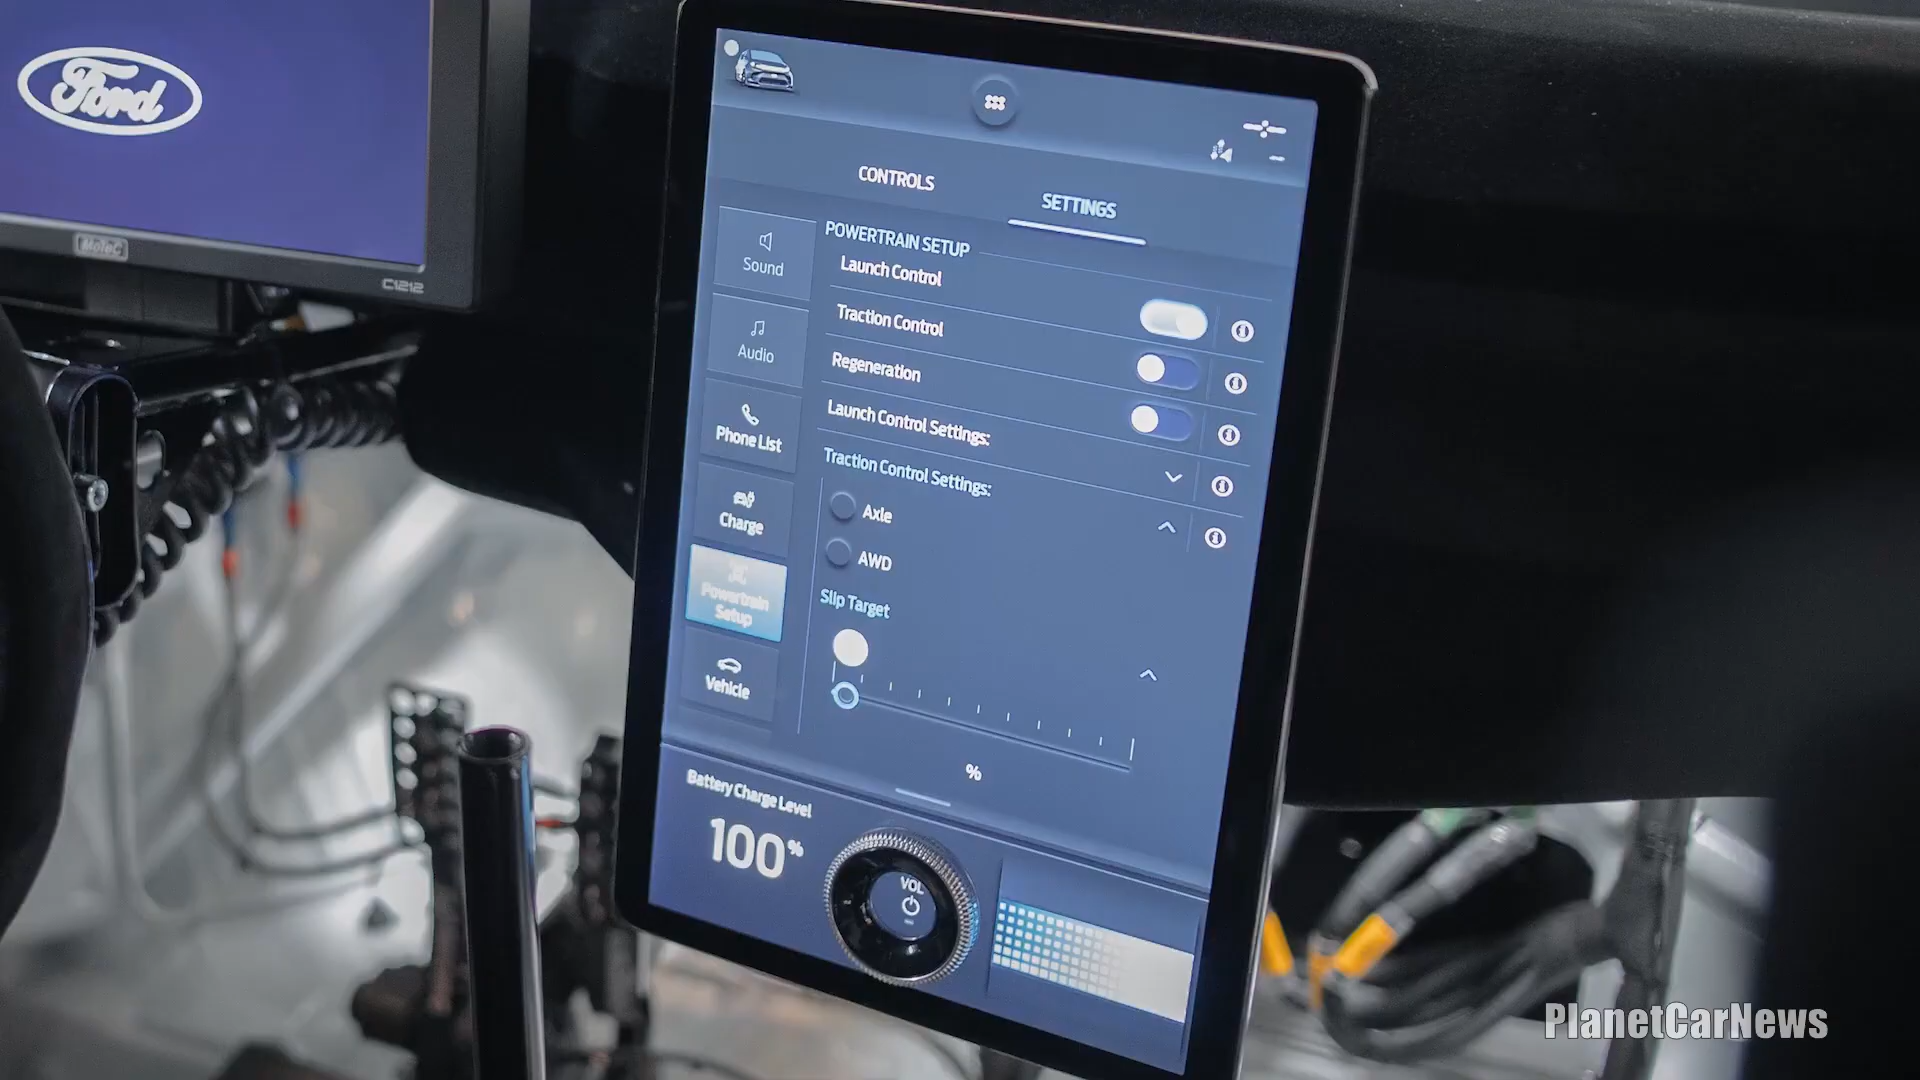 Ford
MoTeC
C1212
CONTROLS
SETTINGS
POWERTRAIN SETUP
Launch Control
Traction Control
Regeneration
Launch Control Settings:
Traction Control Settings:
Axle
AWD
Slip Target
%
Sound
Audio
Phone List
Charge
Powertrain
Setup
Vehicle
Battery Charge Level
100%
VOL
PlanetCarNews